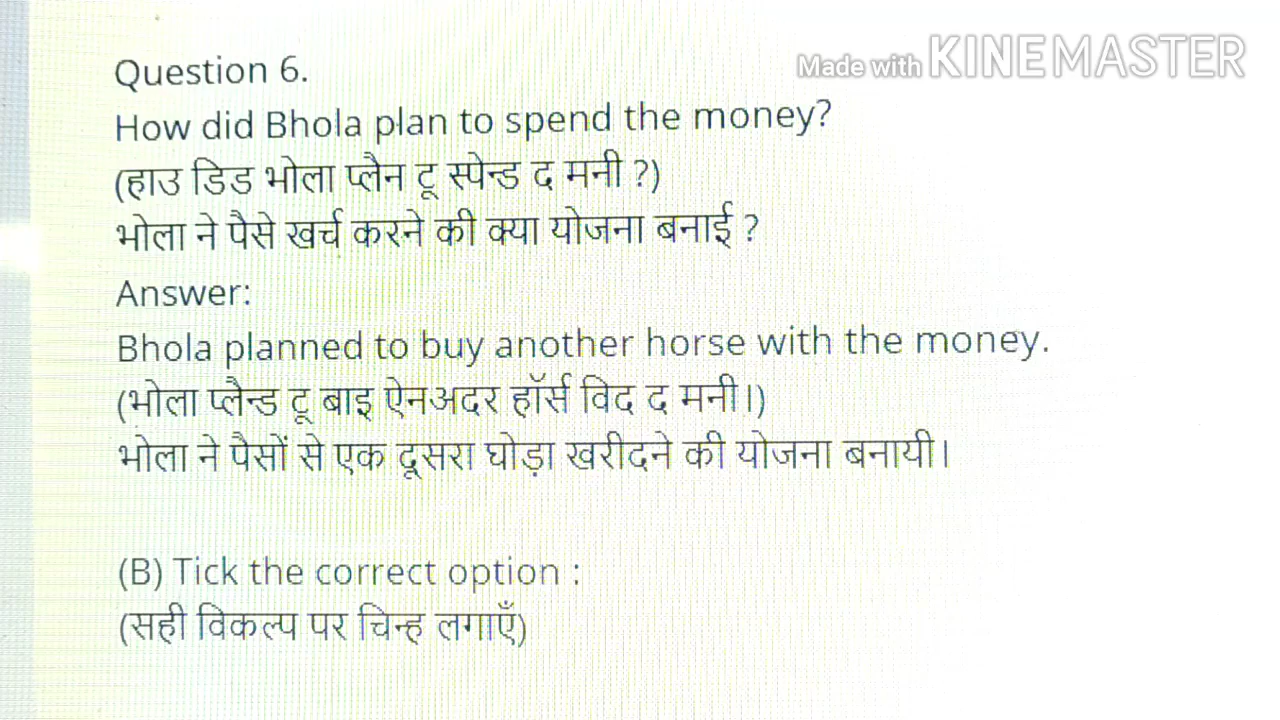 Made with KINEMASTER
Question 6.
How did Bhola plan to spend the money?
(हाउ डिड भोला प्लैन टू स्पेन्ड द मनी ?)
भोला ने पैसे खर्च करने की क्या योजना बनाई ?
Answer:
Bhola planned to buy another horse with the money.
(भोला प्लैन्ड टू बाइ ऐनअदर हॉर्स विद द मनी।)
भोला ने पैसों से एक दूसरा घोड़ा खरीदने की योजना बनायी।
(B) Tick the correct option :
(सही विकल्प पर चिन्ह लगाएँ)